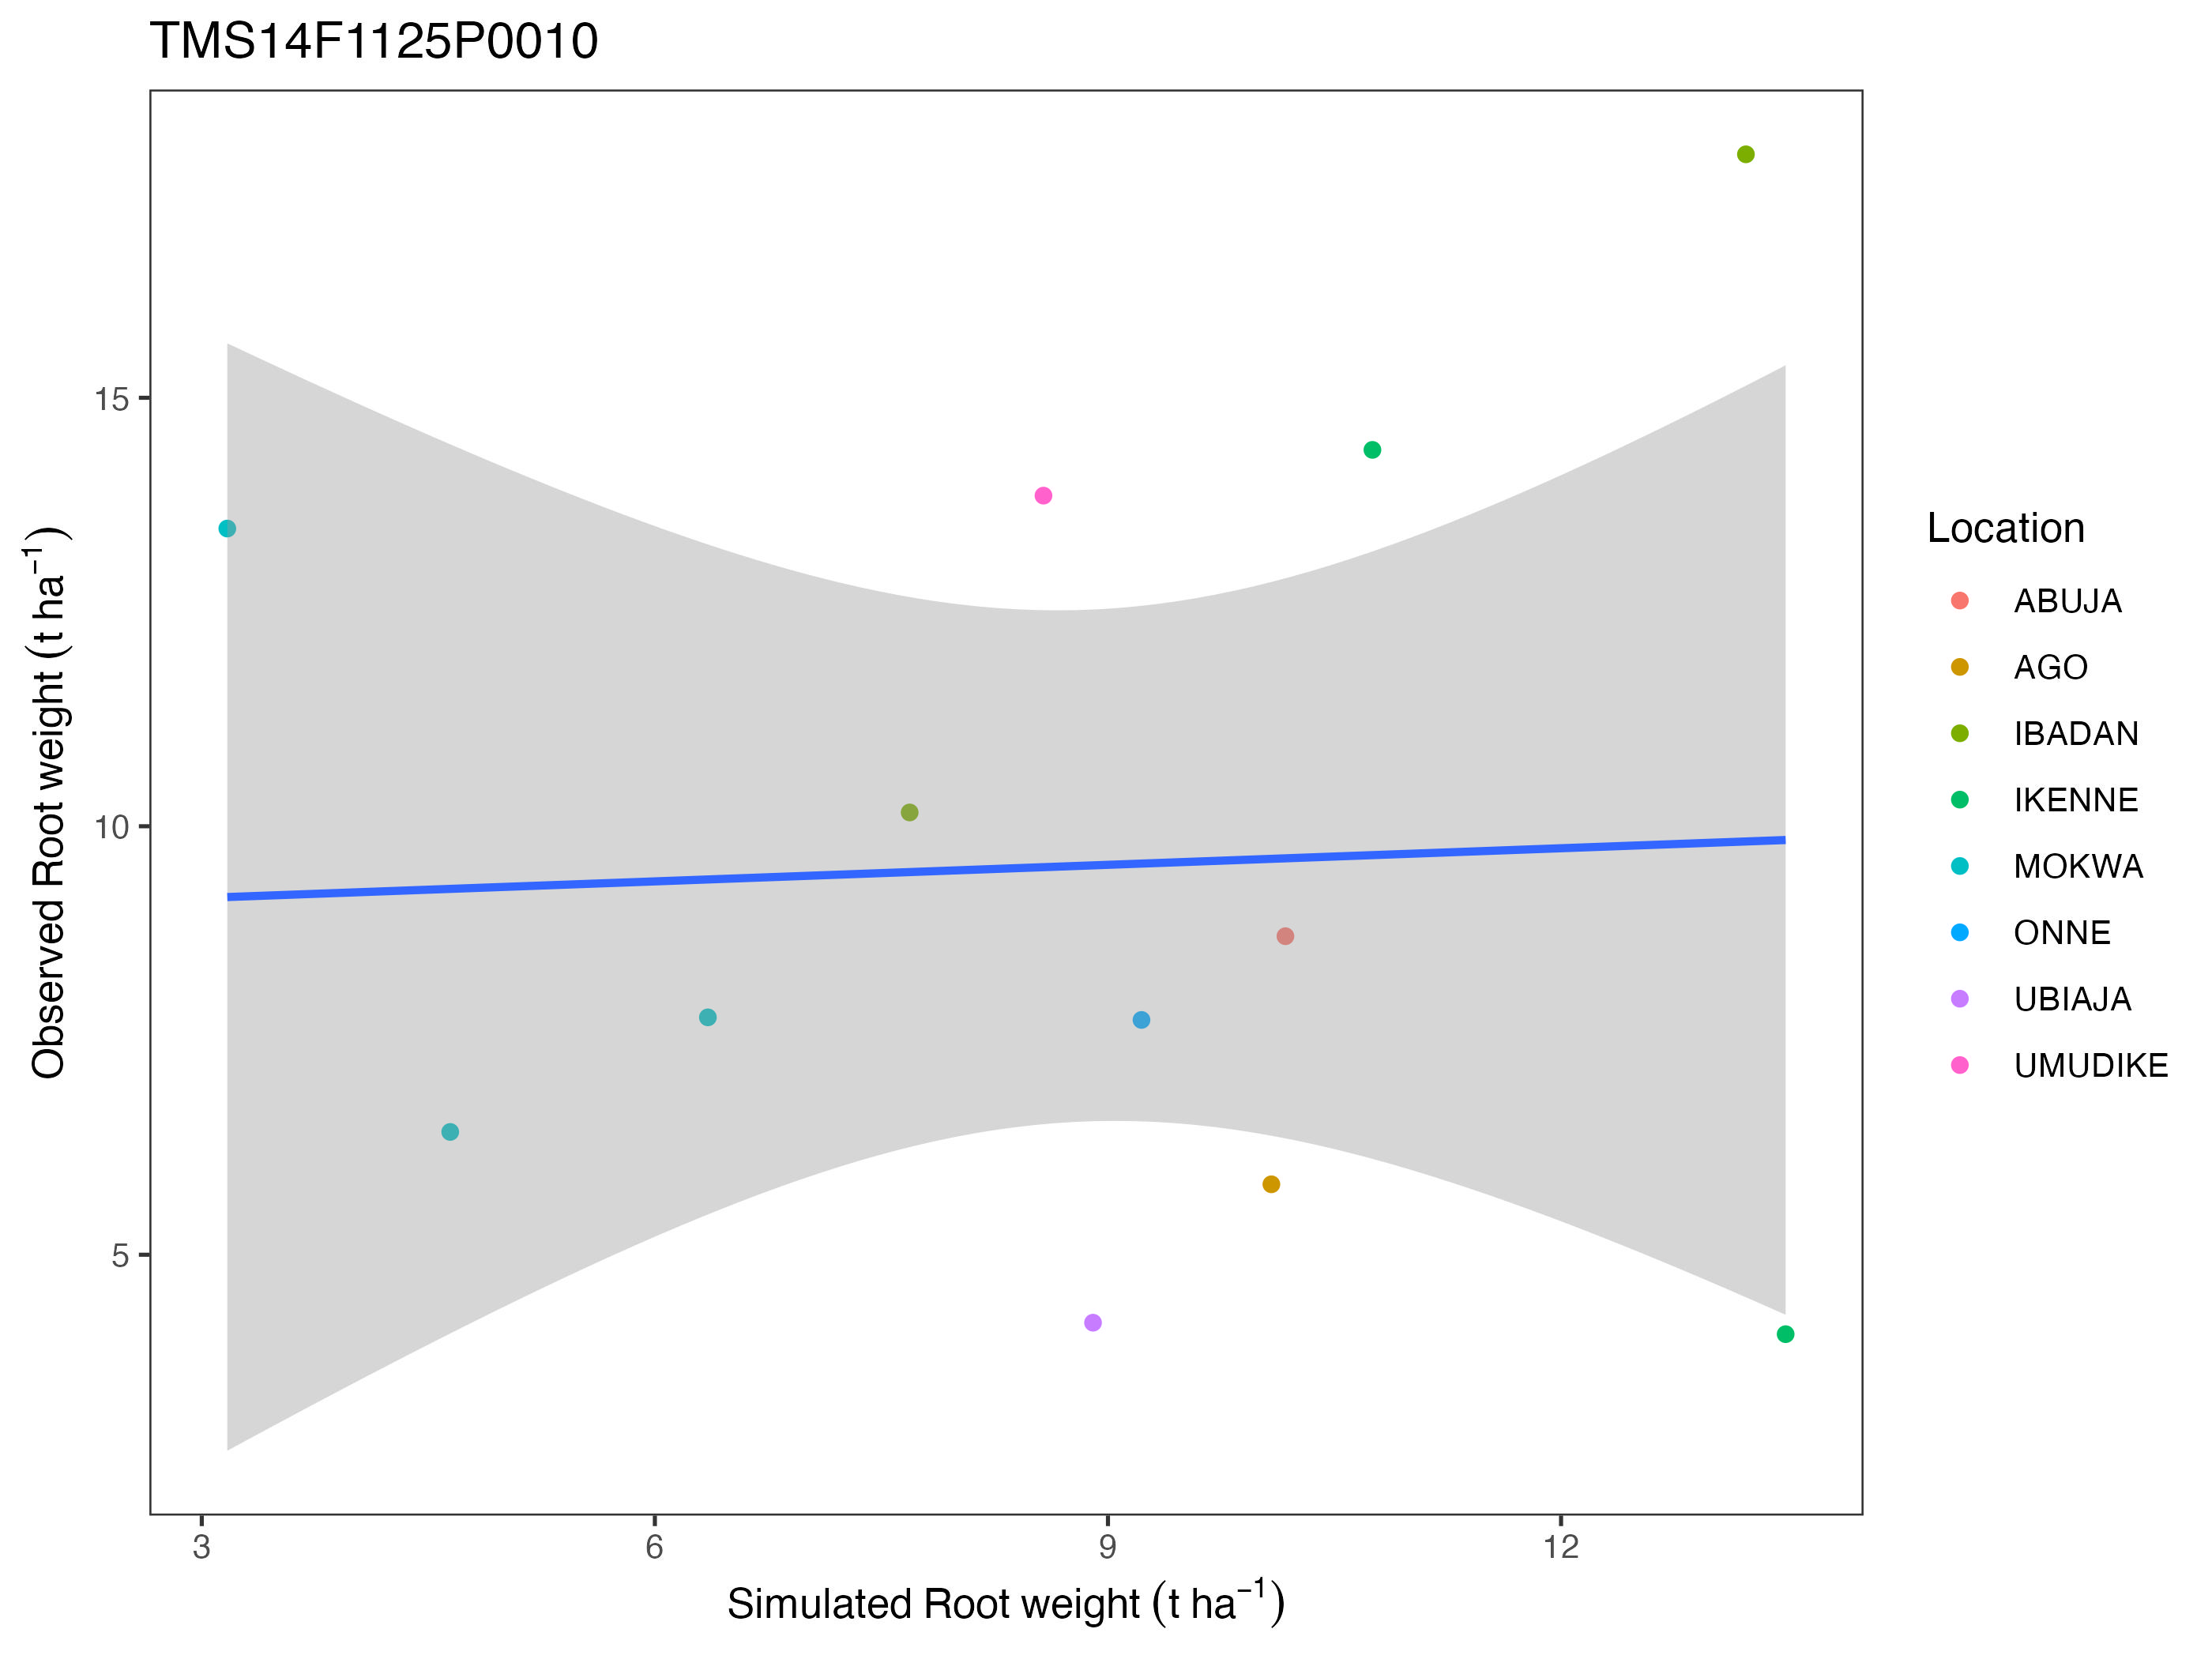 TMS14F1125P0010
Observed Root weight (t ha⁻¹)
15
10
5
3 6 9 12
Simulated Root weight (t ha⁻¹)
Location
ABUJA
AGO
IBADAN
IKENNE
MOKWA
ONNE
UBIAJA
UMUDIKE